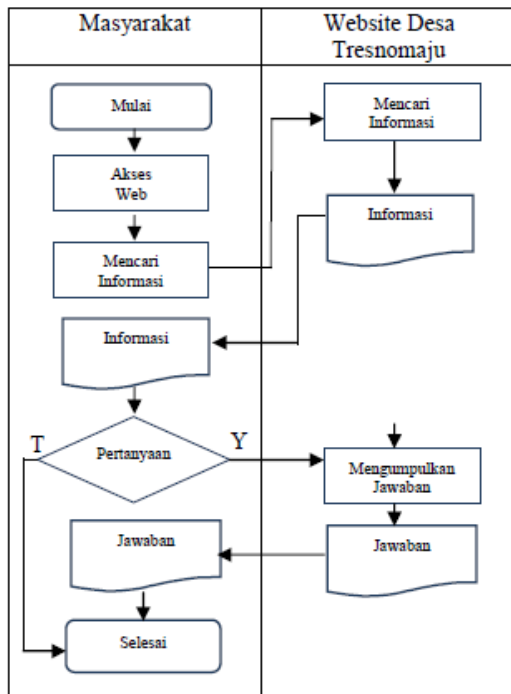 Masyarakat
Website Desa
Tresnomaju
Mulai
Mencari
Informasi
Akses
Web
Informasi
Mencari
Informasi
Informasi
T
Pertanyaan
Y
Mengumpulkan
Jawaban
Jawaban
Jawaban
Selesai